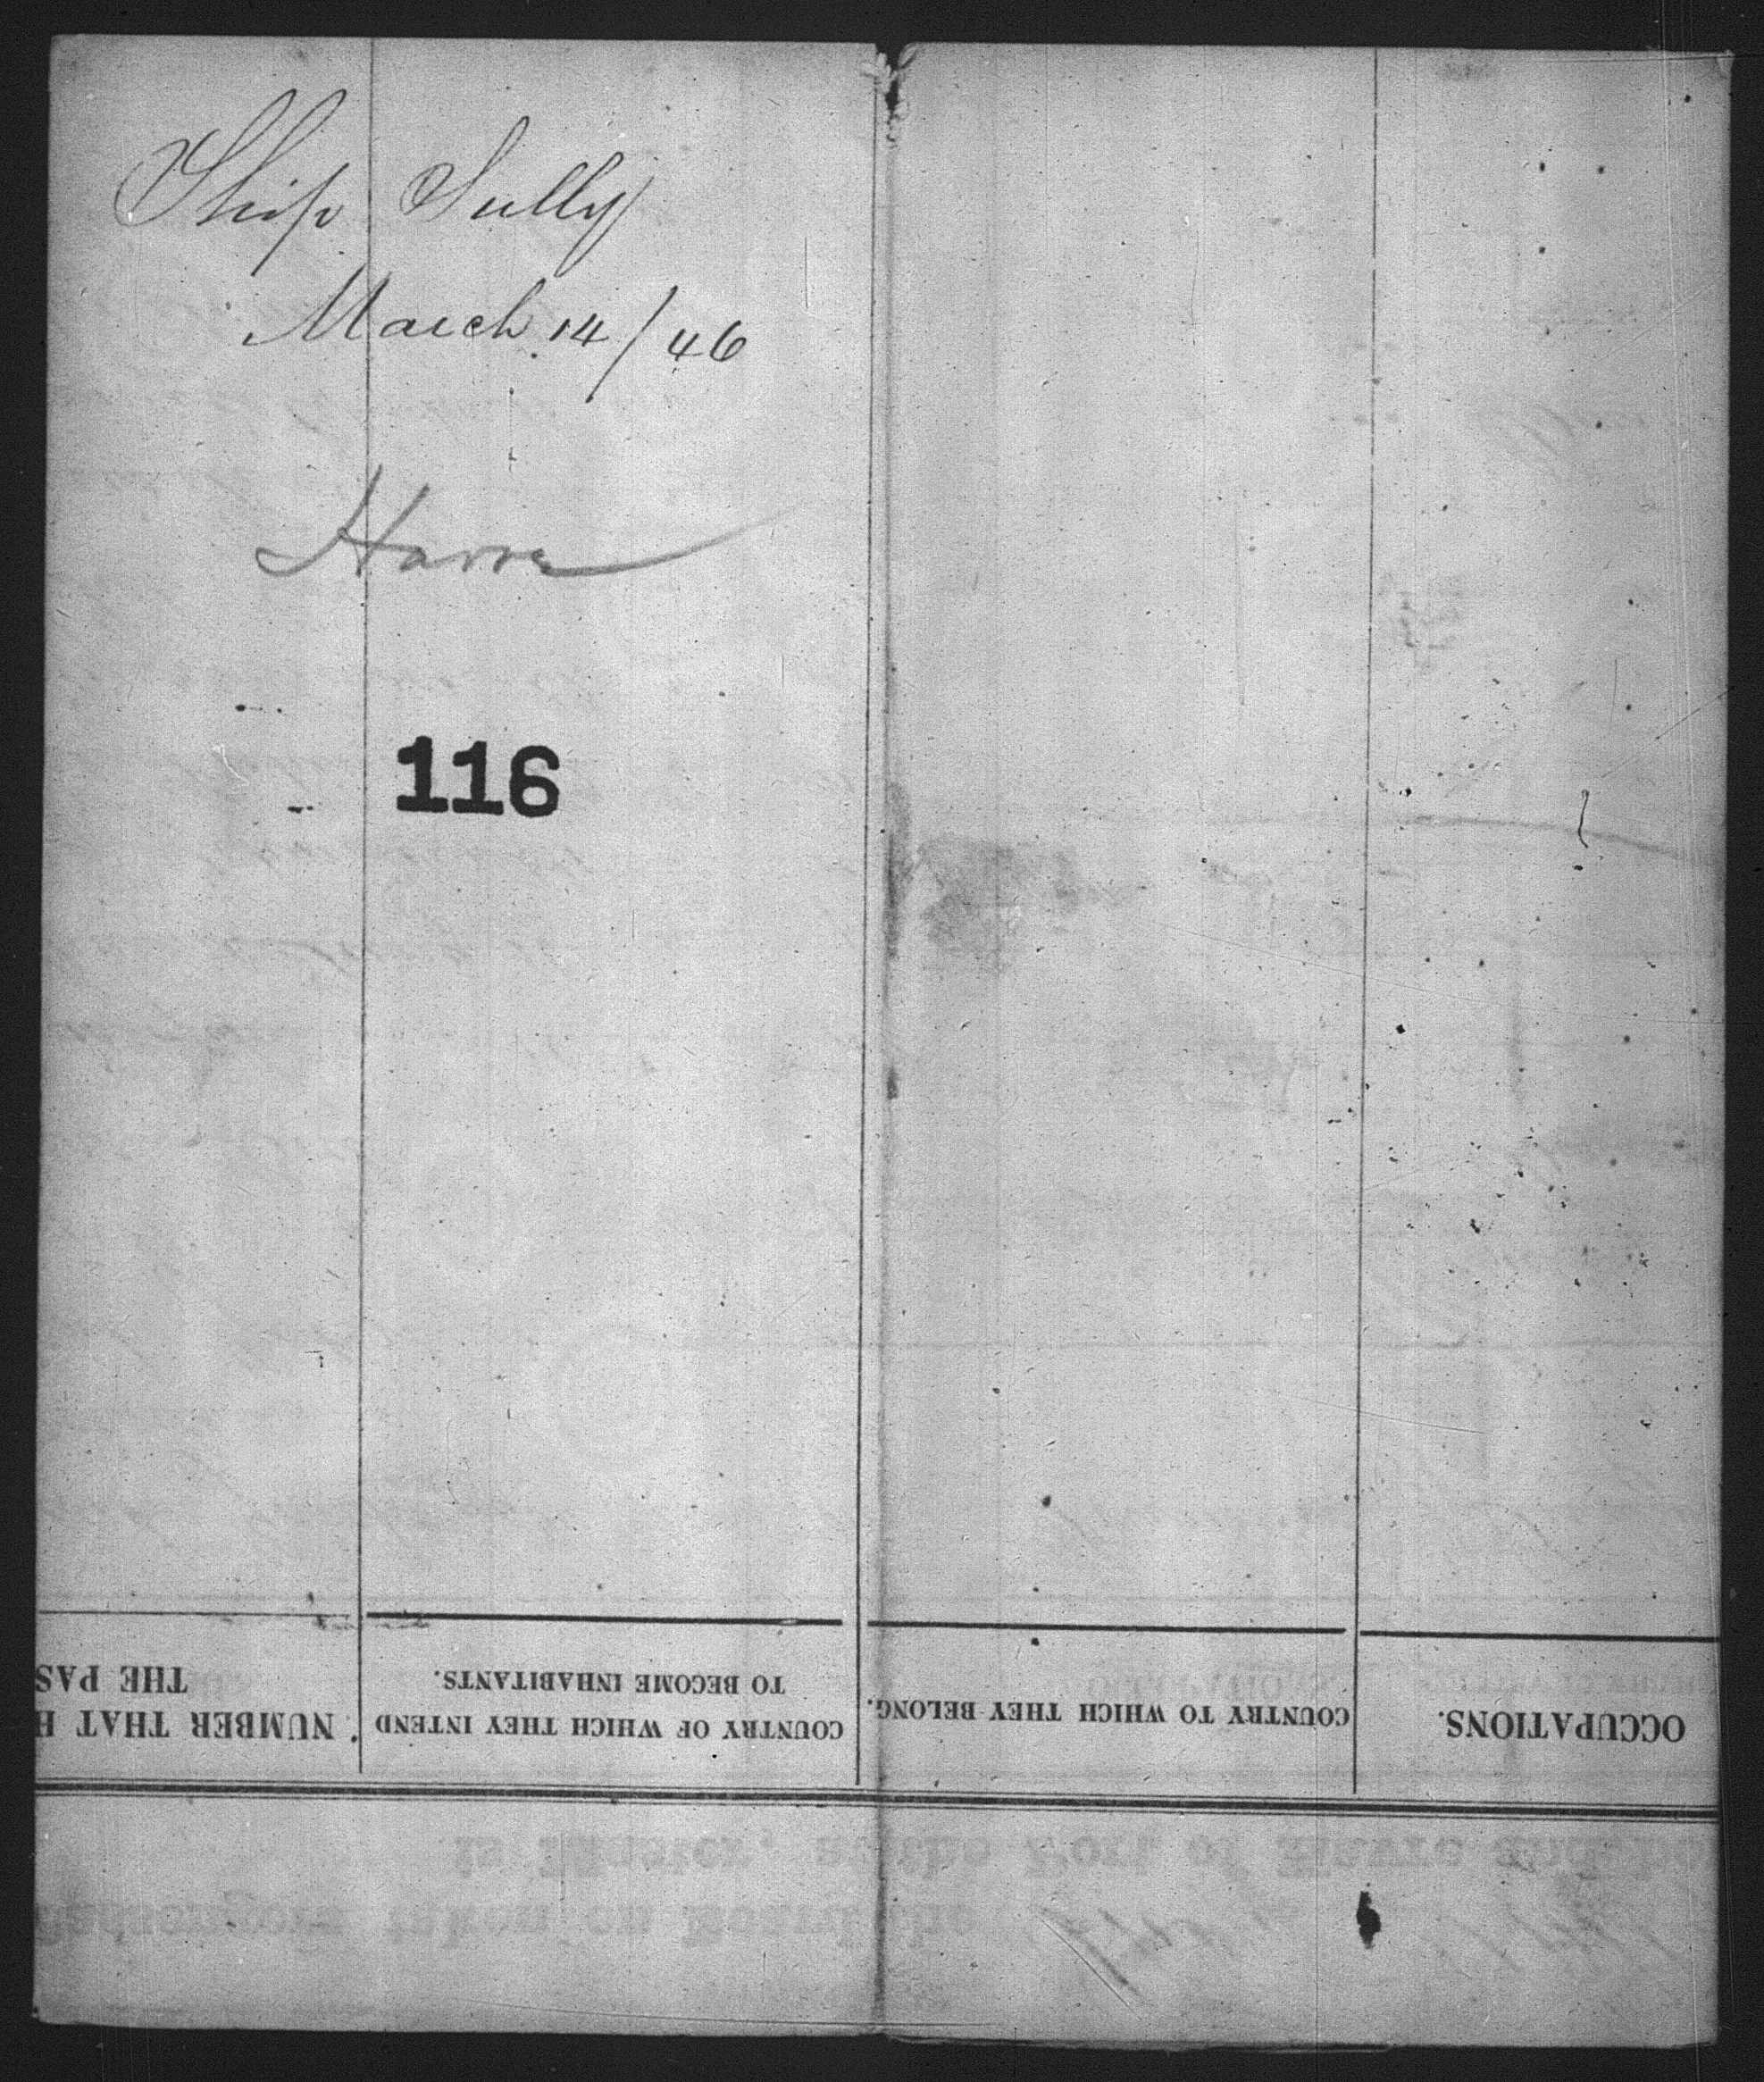 Ship Sully
March 14/46
Havre
116
OCCUPATIONS.
COUNTRY TO WHICH THEY BELONG.
COUNTRY OF WHICH THEY INTEND
TO BECOME INHABITANTS.
NUMBER THAT H
THE PAS